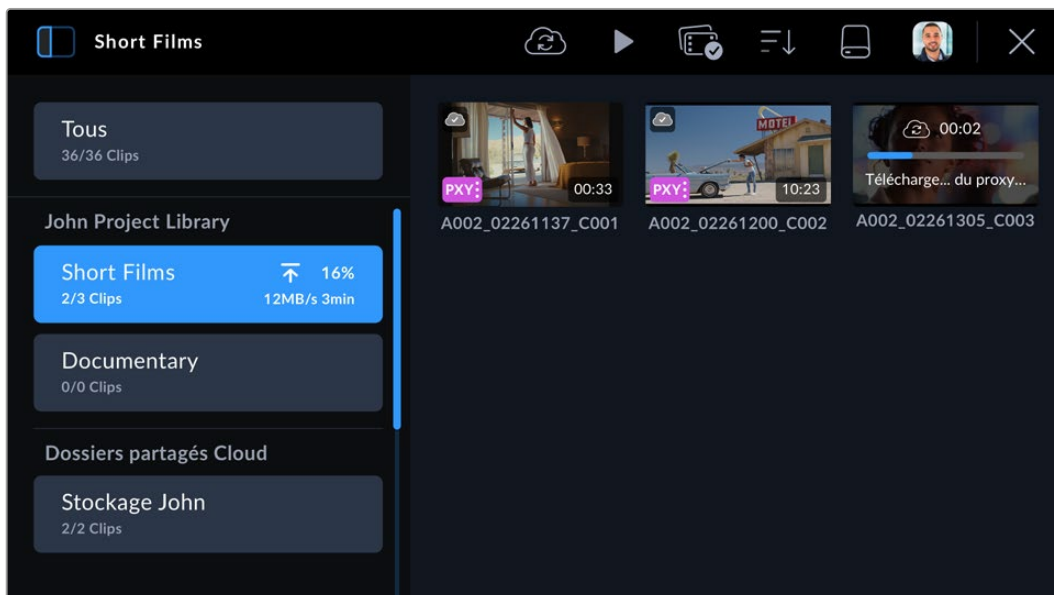 Short Films
Tous
36/36 Clips
John Project Library
Short Films 16%
2/3 Clips 12MB/s 3min
Documentary
0/0 Clips
Dossiers partagés Cloud
Stockage John
2/2 Clips
MOTEL
00:02
Télécharge... du proxy...
PXY 00:33 PXY 10:23
A002_02261137_C001 A002_02261200_C002 A002_02261305_C003